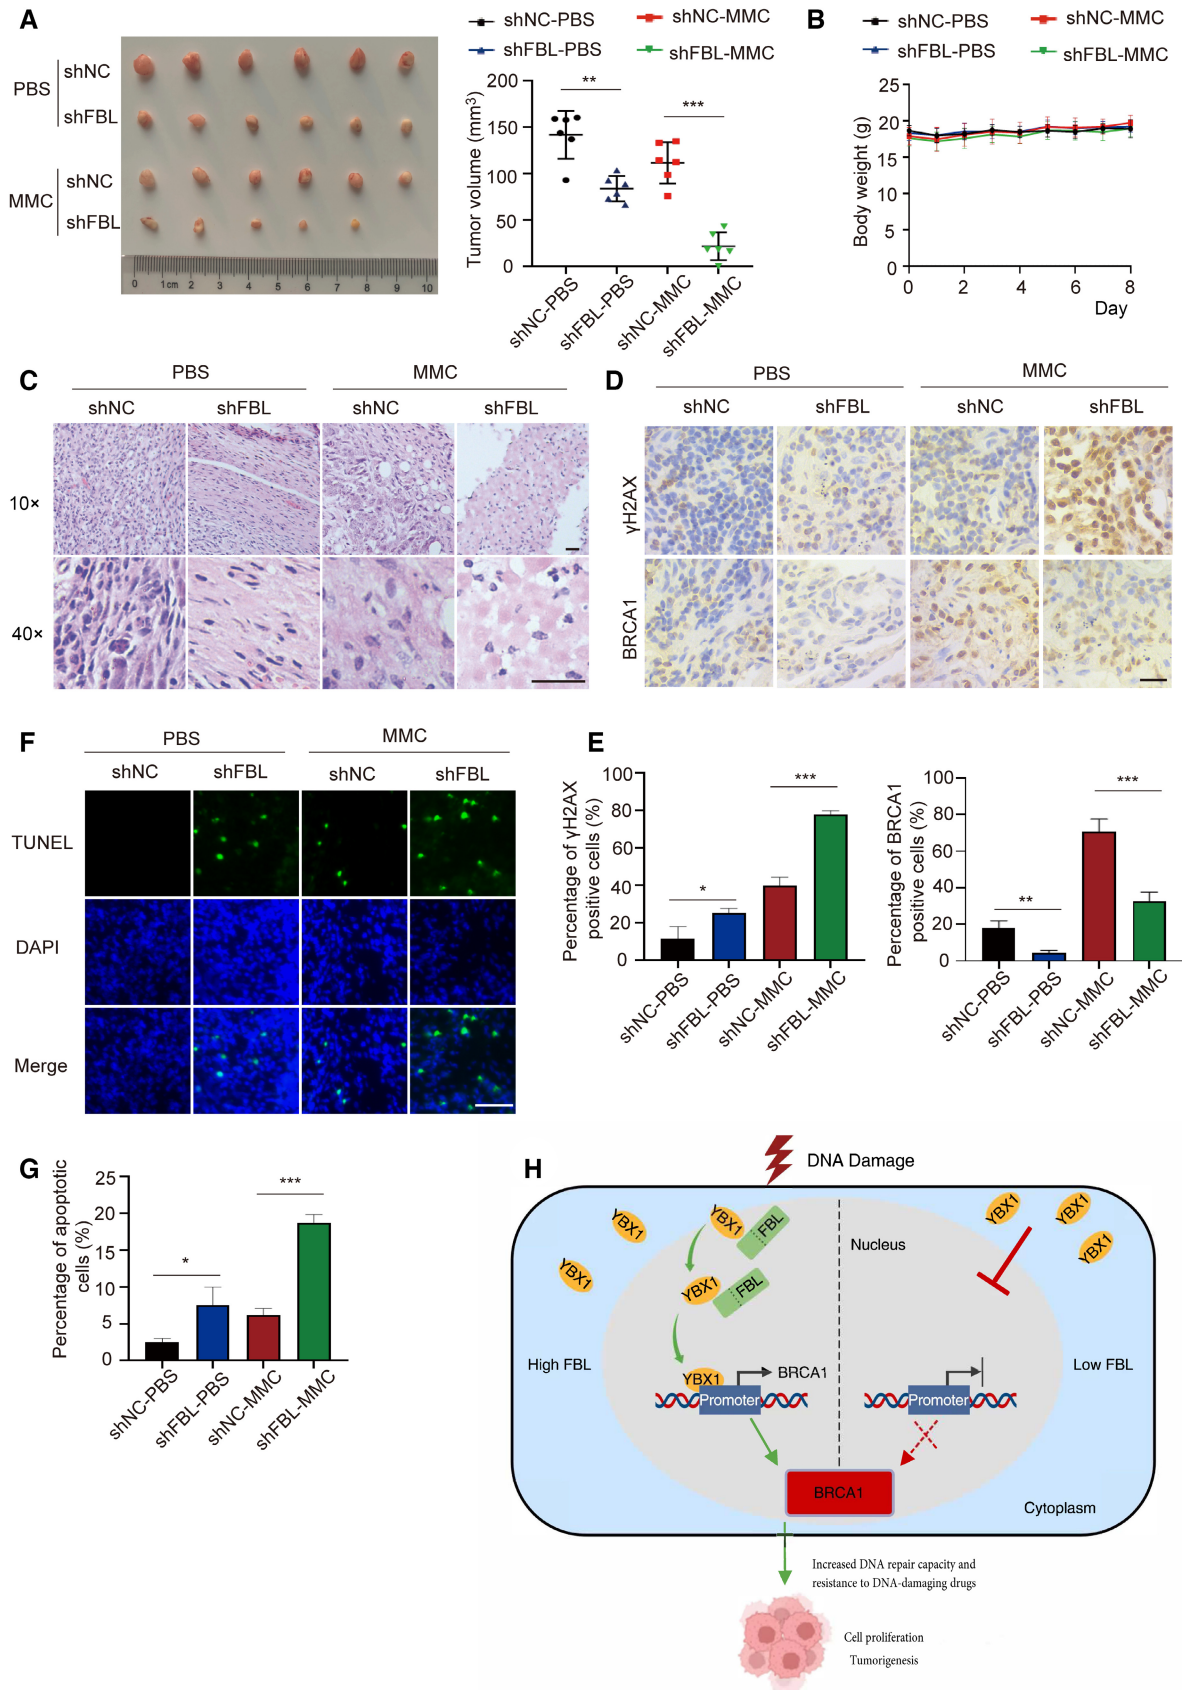 A
PBS
shNC
shFBL
MMC
shNC
shFBL
0 1cm 2 3 4 5 6 7 8 9 10
shNC-PBS
shNC-MMC
shFBL-PBS
shFBL-MMC
Tumor volume (mm3)
200
150
100
50
0
**
***
shNC-PBS
shFBL-PBS
shNC-MMC
shFBL-MMC
B
shNC-PBS
shNC-MMC
shFBL-PBS
shFBL-MMC
Body weight (g)
25
20
15
10
5
0
0 2 4 6 8
Day
C
PBS
MMC
shNC
shFBL
shNC
shFBL
10×
40×
D
PBS
MMC
shNC
shFBL
shNC
shFBL
γH2AX
BRCA1
F
PBS
MMC
shNC
shFBL
shNC
shFBL
TUNEL
DAPI
Merge
E
Percentage of γH2AX
positive cells (%)
100
80
60
40
20
0
*
***
shNC-PBS
shFBL-PBS
shNC-MMC
shFBL-MMC
Percentage of BRCA1
positive cells (%)
100
80
60
40
20
0
**
***
shNC-PBS
shFBL-PBS
shNC-MMC
shFBL-MMC
G
Percentage of apoptotic
cells (%)
25
20
15
10
5
0
*
***
shNC-PBS
shFBL-PBS
shNC-MMC
shFBL-MMC
H
DNA Damage
YBX1
YBX1
YBX1
FBL
YBX1
FBL
YBX1
Promoter
BRCA1
High FBL
Nucleus
YBX1
YBX1
YBX1
Low FBL
Promoter
BRCA1
Cytoplasm
Increased DNA repair capacity and
resistance to DNA-damaging drugs
Cell proliferation
Tumorigenesis